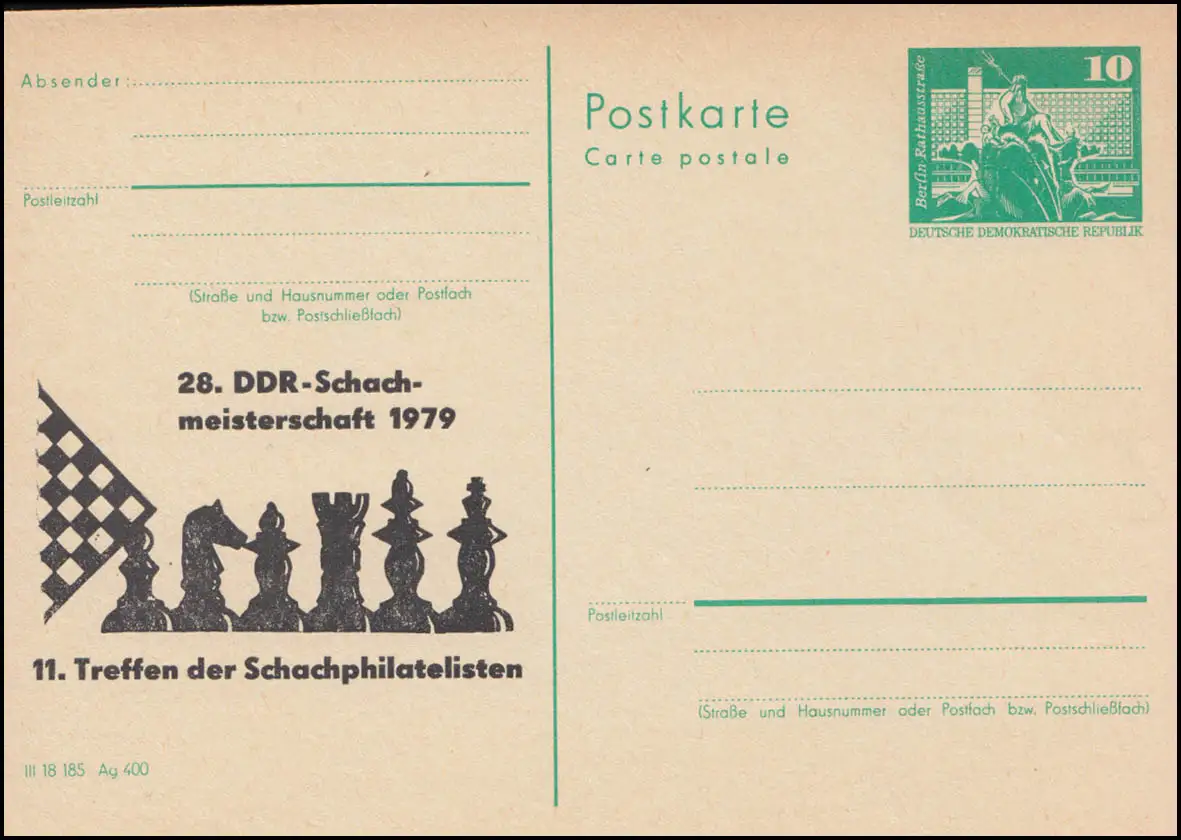 Absender:
Postleitzahl
(Straße und Hausnummer oder Postfach
bzw. Postschließfach)
28. DDR-Schach-
meisterschaft 1979
11. Treffen der Schachphilatelisten
III 18 185 Ag 400
Postkarte
Carte postale
10
Berlin, Rathausstraße
DEUTSCHE DEMOKRATISCHE REPUBLIK
Postleitzahl
(Straße und Hausnummer oder Postfach bzw. Postschließfach)